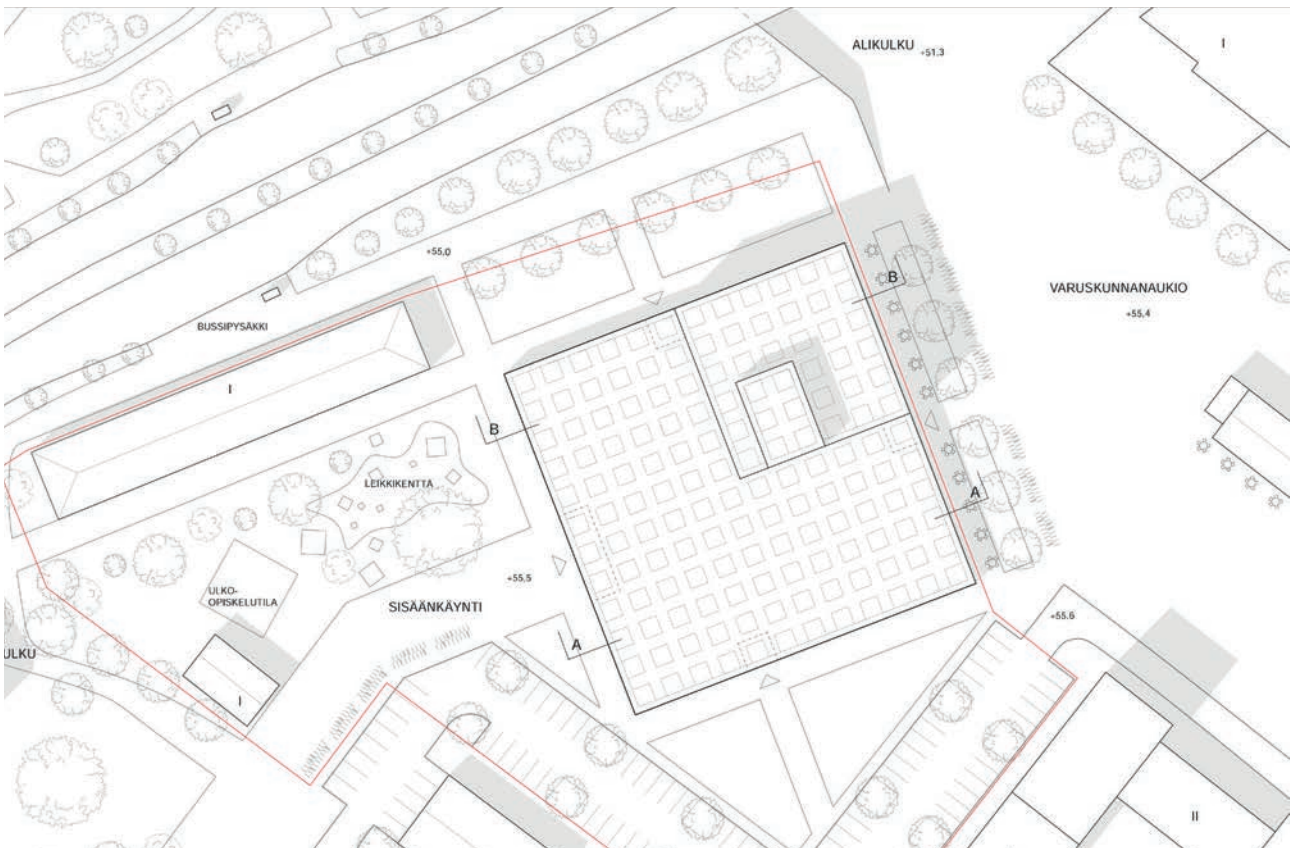 ALIKULKU +51.3
I
+55.0
B
VARUSKUNNANAUKIO
+55.4
BUSSIPYSÄKKI
I
B
LEIKKIKENTTÄ
A
+55.5
ULKO-
OPISKELUTILA
SISÄÄNKÄYNTI
+55.6
A
ULKU
I
II